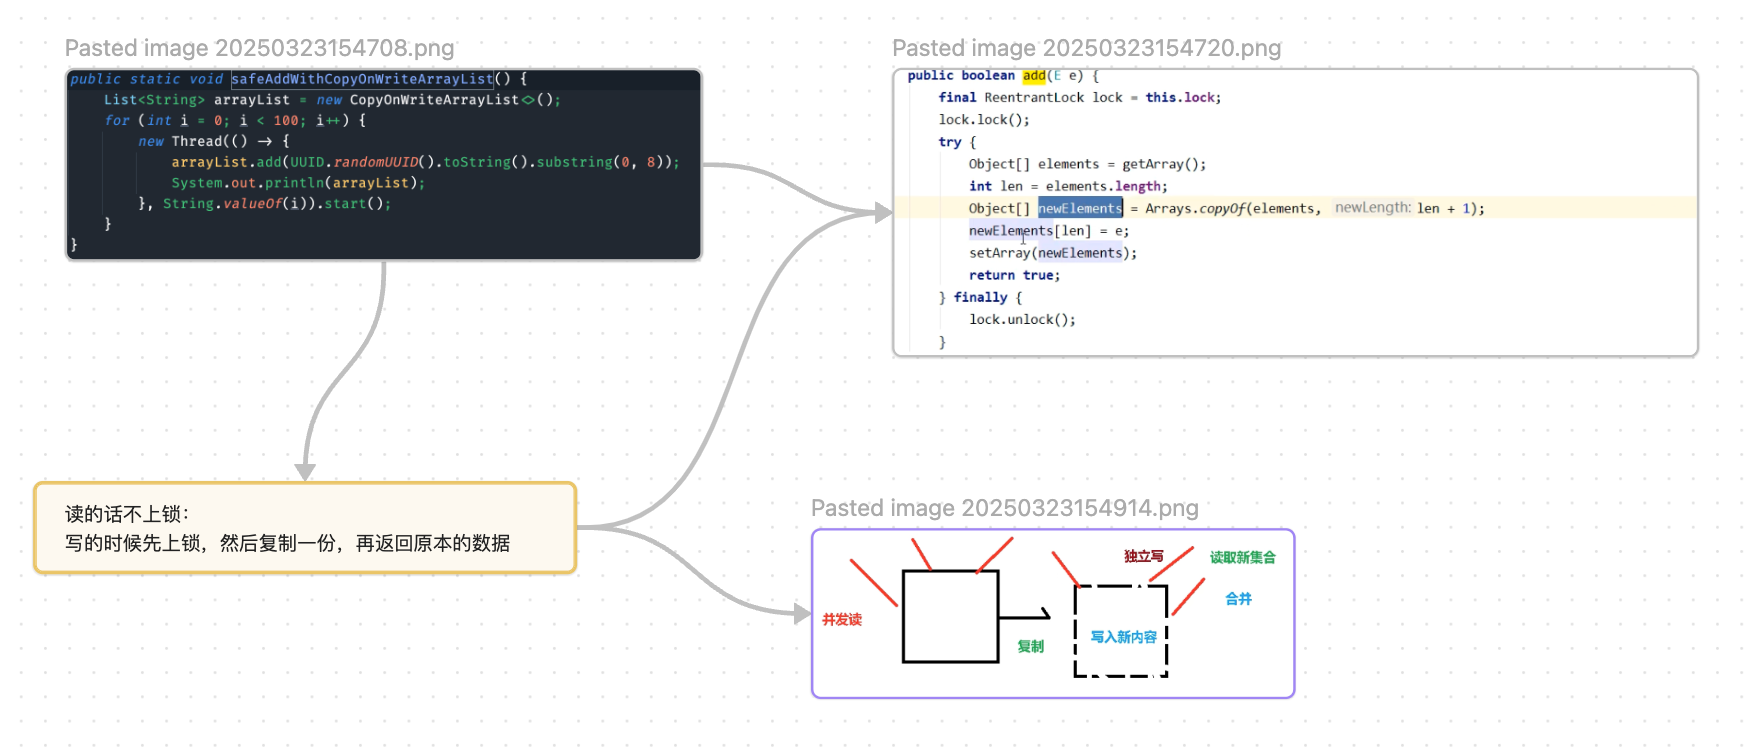 Pasted image 20250323154708.png
public static void safeAddWithCopyOnWriteArrayList() {
List<String> arrayList = new CopyOnWriteArrayList<>();
for (int i = 0; i < 100; i++) {
new Thread(() -> {
arrayList.add(UUID.randomUUID().toString().substring(0, 8));
System.out.println(arrayList);
}, String.valueOf(i)).start();
}
}
Pasted image 20250323154720.png
public boolean add(E e) {
final ReentrantLock lock = this.lock;
lock.lock();
try {
Object[] elements = getArray();
int len = elements.length;
Object[] newElements = Arrays.copyOf(elements, newLength: len + 1);
newElements[len] = e;
setArray(newElements);
return true;
} finally {
lock.unlock();
}
读的话不上锁：
写的时候先上锁，然后复制一份，再返回原本的数据
Pasted image 20250323154914.png
独立写
读取新集合
合并
并发读
写入新内容
复制